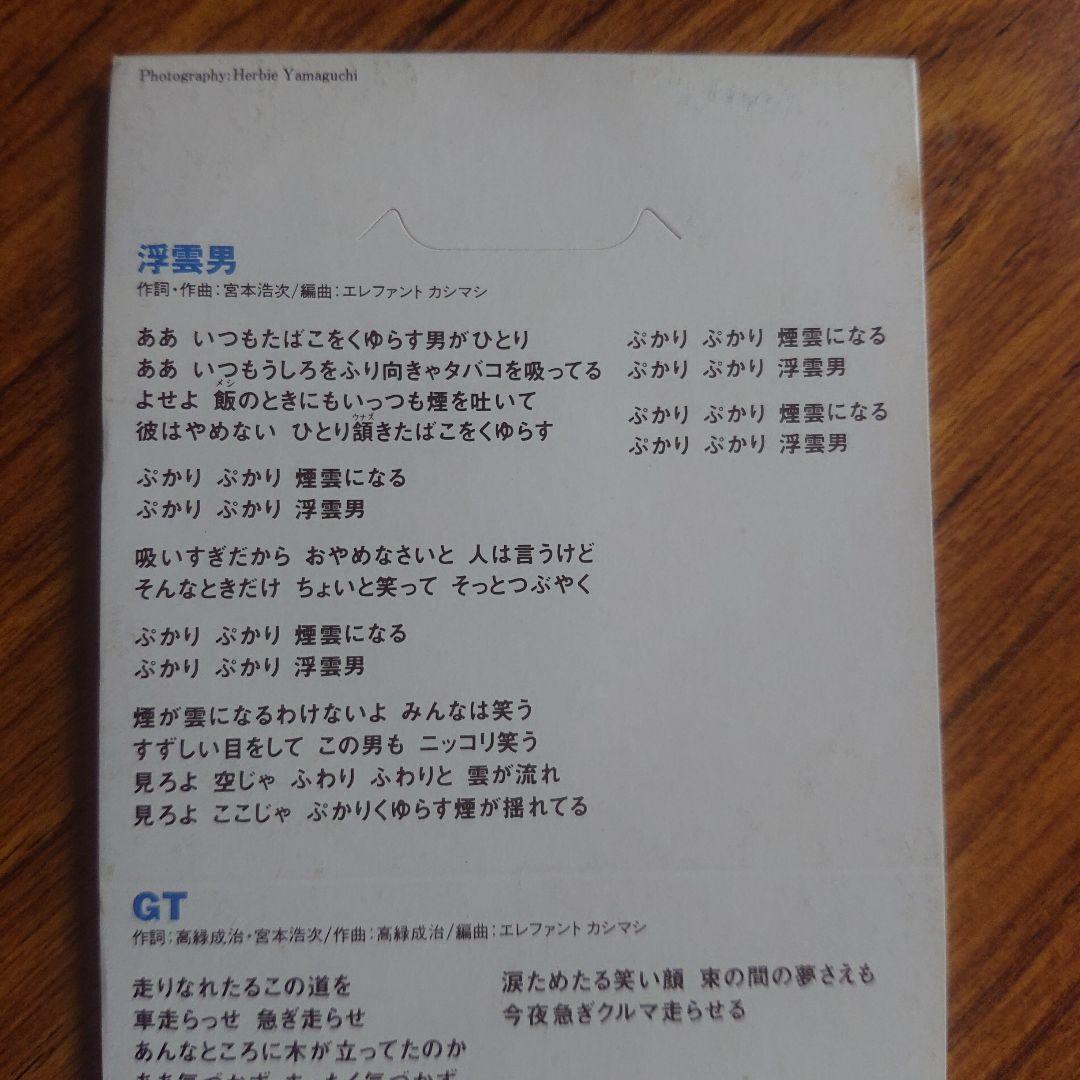 Photography:Herbie Yamaguchi
浮雲男
作詞・作曲：宮本浩次/編曲：エレファント カシマシ
ああ いつもたばこをくゆらす男がひとり
ああ いつもうしろをふり向きゃタバコを吸ってる
メシ
よせよ 飯のときにもいっつも煙を吐いて
ウナズ
彼はやめない ひとり頷きたばこをくゆらす
ぷかり ぷかり 煙雲になる
ぷかり ぷかり 浮雲男
吸いすぎだから おやめなさいと 人は言うけど
そんなときだけ ちょいと笑って そっとつぶやく
ぷかり ぷかり 煙雲になる
ぷかり ぷかり 浮雲男
煙が雲になるわけないよ みんなは笑う
すずしい目をして この男も ニッコリ笑う
見ろよ 空じゃ ふわり ふわりと 雲が流れ
見ろよ ここじゃ ぷかりくゆらす煙が揺れてる
ぷかり ぷかり 煙雲になる
ぷかり ぷかり 浮雲男
ぷかり ぷかり 煙雲になる
ぷかり ぷかり 浮雲男
GT
作詞：高緑成治・宮本浩次/作曲：高緑成治/編曲：エレファント カシマシ
走りなれたるこの道を
車走らっせ 急ぎ走らせ
あんなところに木が立ってたのか
涙ためたる笑い顔 束の間の夢さえも
今夜急ぎクルマ走らせる